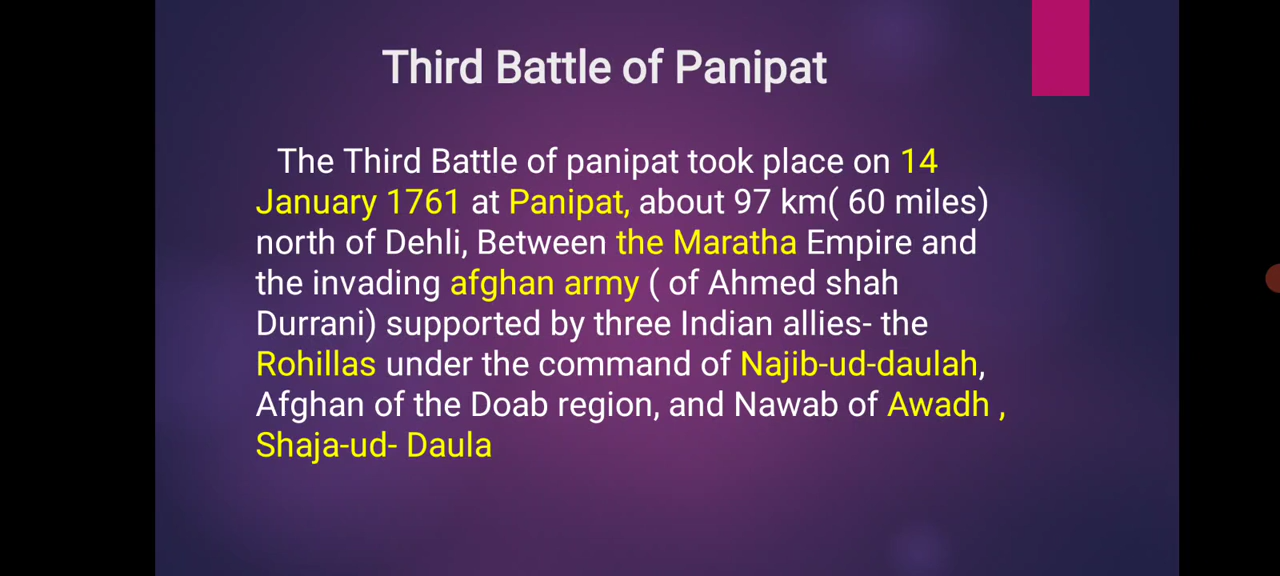 Third Battle of Panipat
The Third Battle of panipat took place on 14
January 1761 at Panipat, about 97 km( 60 miles)
north of Dehli, Between the Maratha Empire and
the invading afghan army ( of Ahmed shah
Durrani) supported by three Indian allies- the
Rohillas under the command of Najib-ud-daulah,
Afghan of the Doab region, and Nawab of Awadh ,
Shaja-ud- Daula